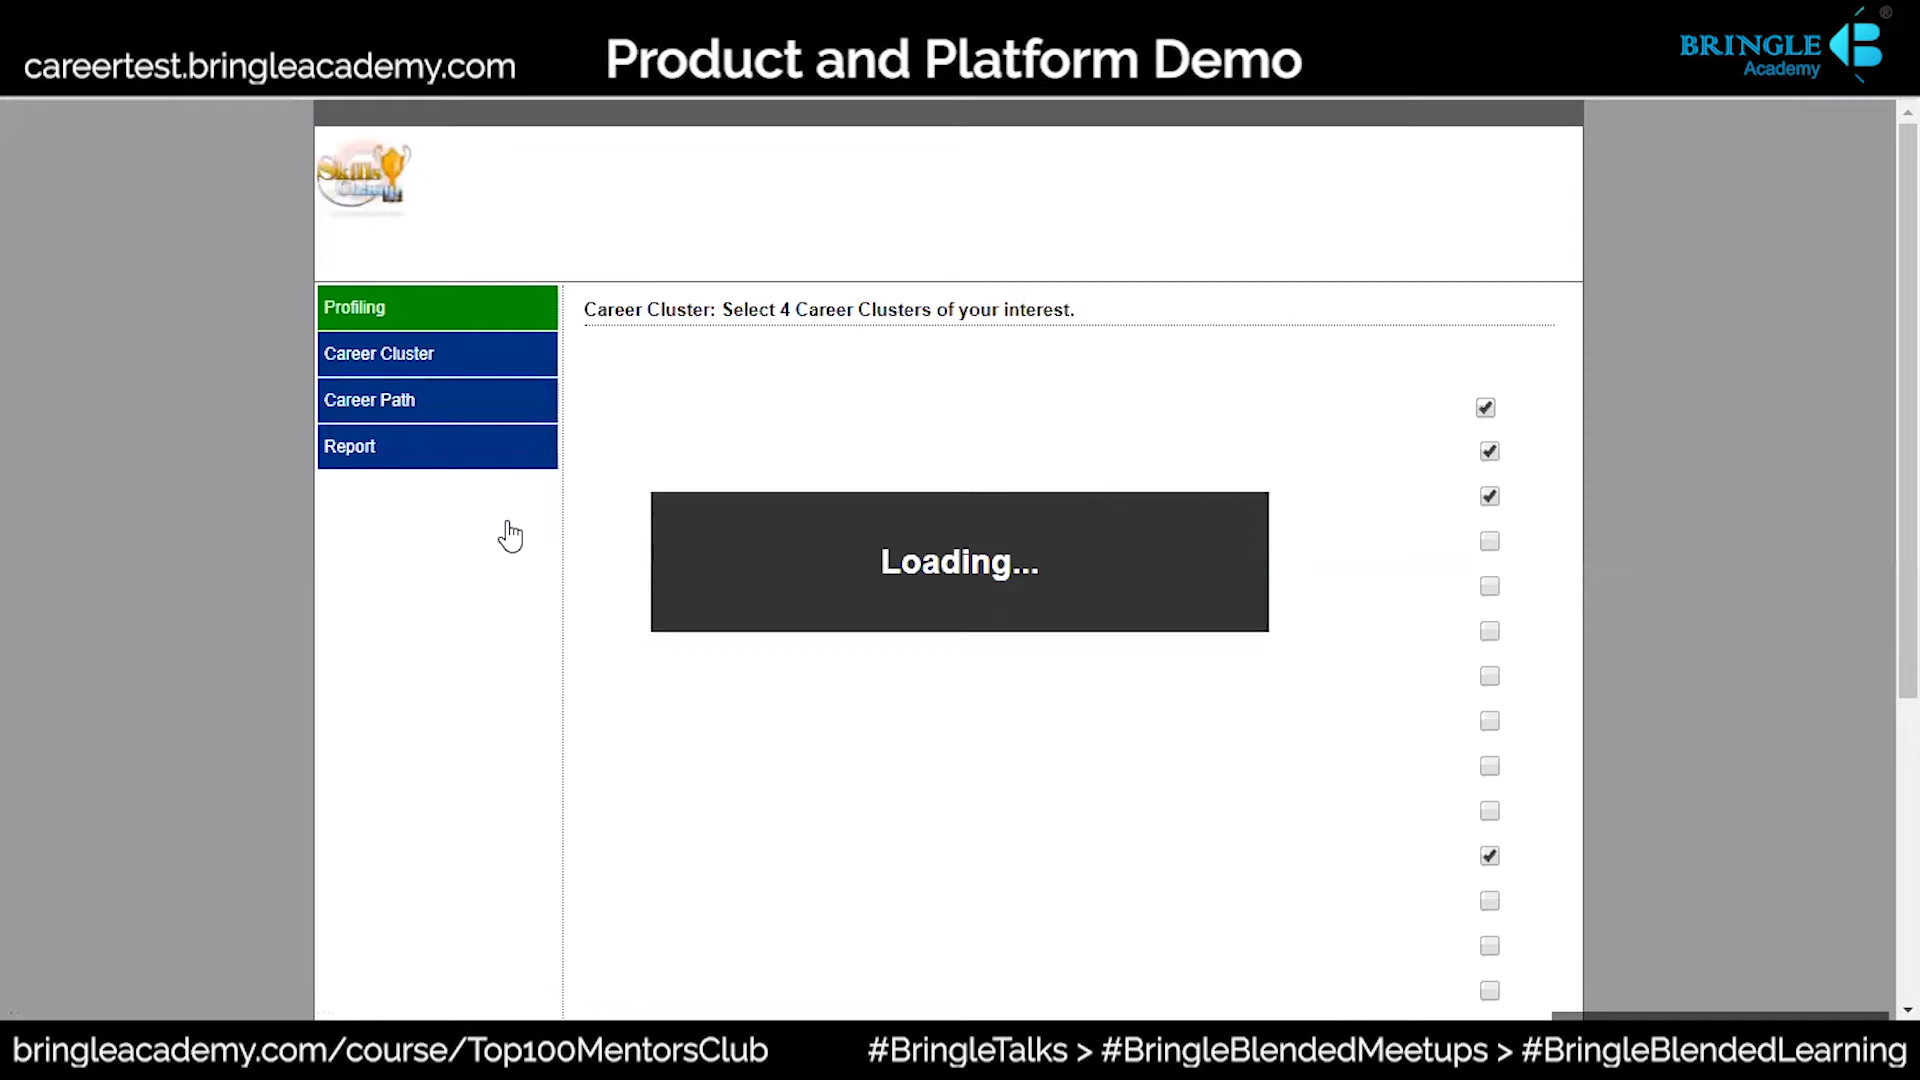 careertest.bringleacademy.com
Product and Platform Demo
BRINGLE
Academy
®
Skills
Profiling
Career Cluster
Career Path
Report
Career Cluster: Select 4 Career Clusters of your interest.
Loading...
bringleacademy.com/course/Top100MentorsClub
#BringleTalks > #BringleBlendedMeetups > #BringleBlendedLearning